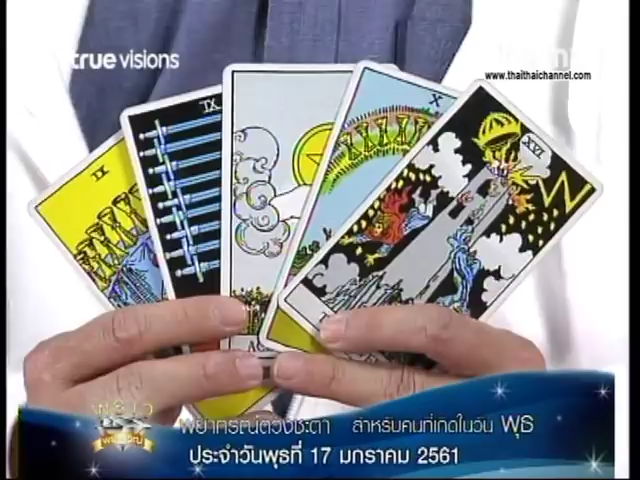 true visions
www.thaithaichannel.com
IX
IX
X
XVI
พยากรณ์ดวงชะตา สำหรับคนที่เกิดในวัน พุธ
ประจำวันพุธที่ 17 มกราคม 2561